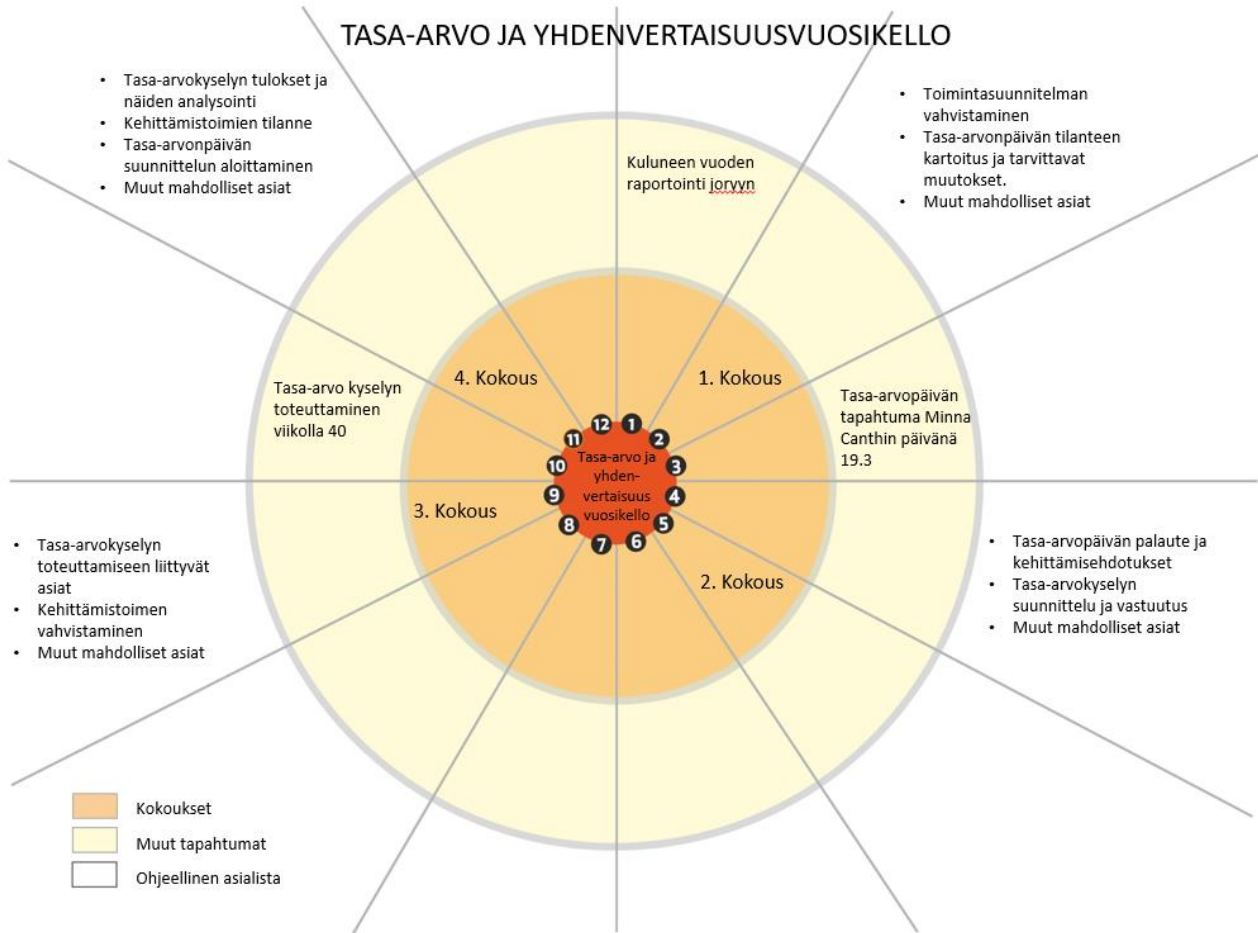 TASA-ARVO JA YHDENVERTAISUUSVUOSIKELLO
• Tasa-arvokyselyn tulokset ja
näiden analysointi
• Kehittämistoimien tilanne
• Tasa-arvonpäivän
suunnittelun aloittaminen
• Muut mahdolliset asiat
• Toimintasuunnitelman
vahvistaminen
• Tasa-arvonpäivän tilanteen
kartoitus ja tarvittavat
muutokset.
• Muut mahdolliset asiat
Kuluneen vuoden
raportointi joryyn
Tasa-arvo kyselyn
toteuttaminen
viikolla 40
4. Kokous
1. Kokous
Tasa-arvopäivän
tapahtuma Minna
Canthin päivänä
19.3
12
1
2
3
4
5
6
7
8
9
10
11
Tasa-arvo ja
yhden-
vertaisuus
vuosikello
3. Kokous
2. Kokous
• Tasa-arvokyselyn
toteuttamiseen liittyvät
asiat
• Kehittämistoimen
vahvistaminen
• Muut mahdolliset asiat
• Tasa-arvopäivän palaute ja
kehittämisehdotukset
• Tasa-arvokyselyn
suunnittelu ja vastuutus
• Muut mahdolliset asiat
Kokoukset
Muut tapahtumat
Ohjeellinen asialista